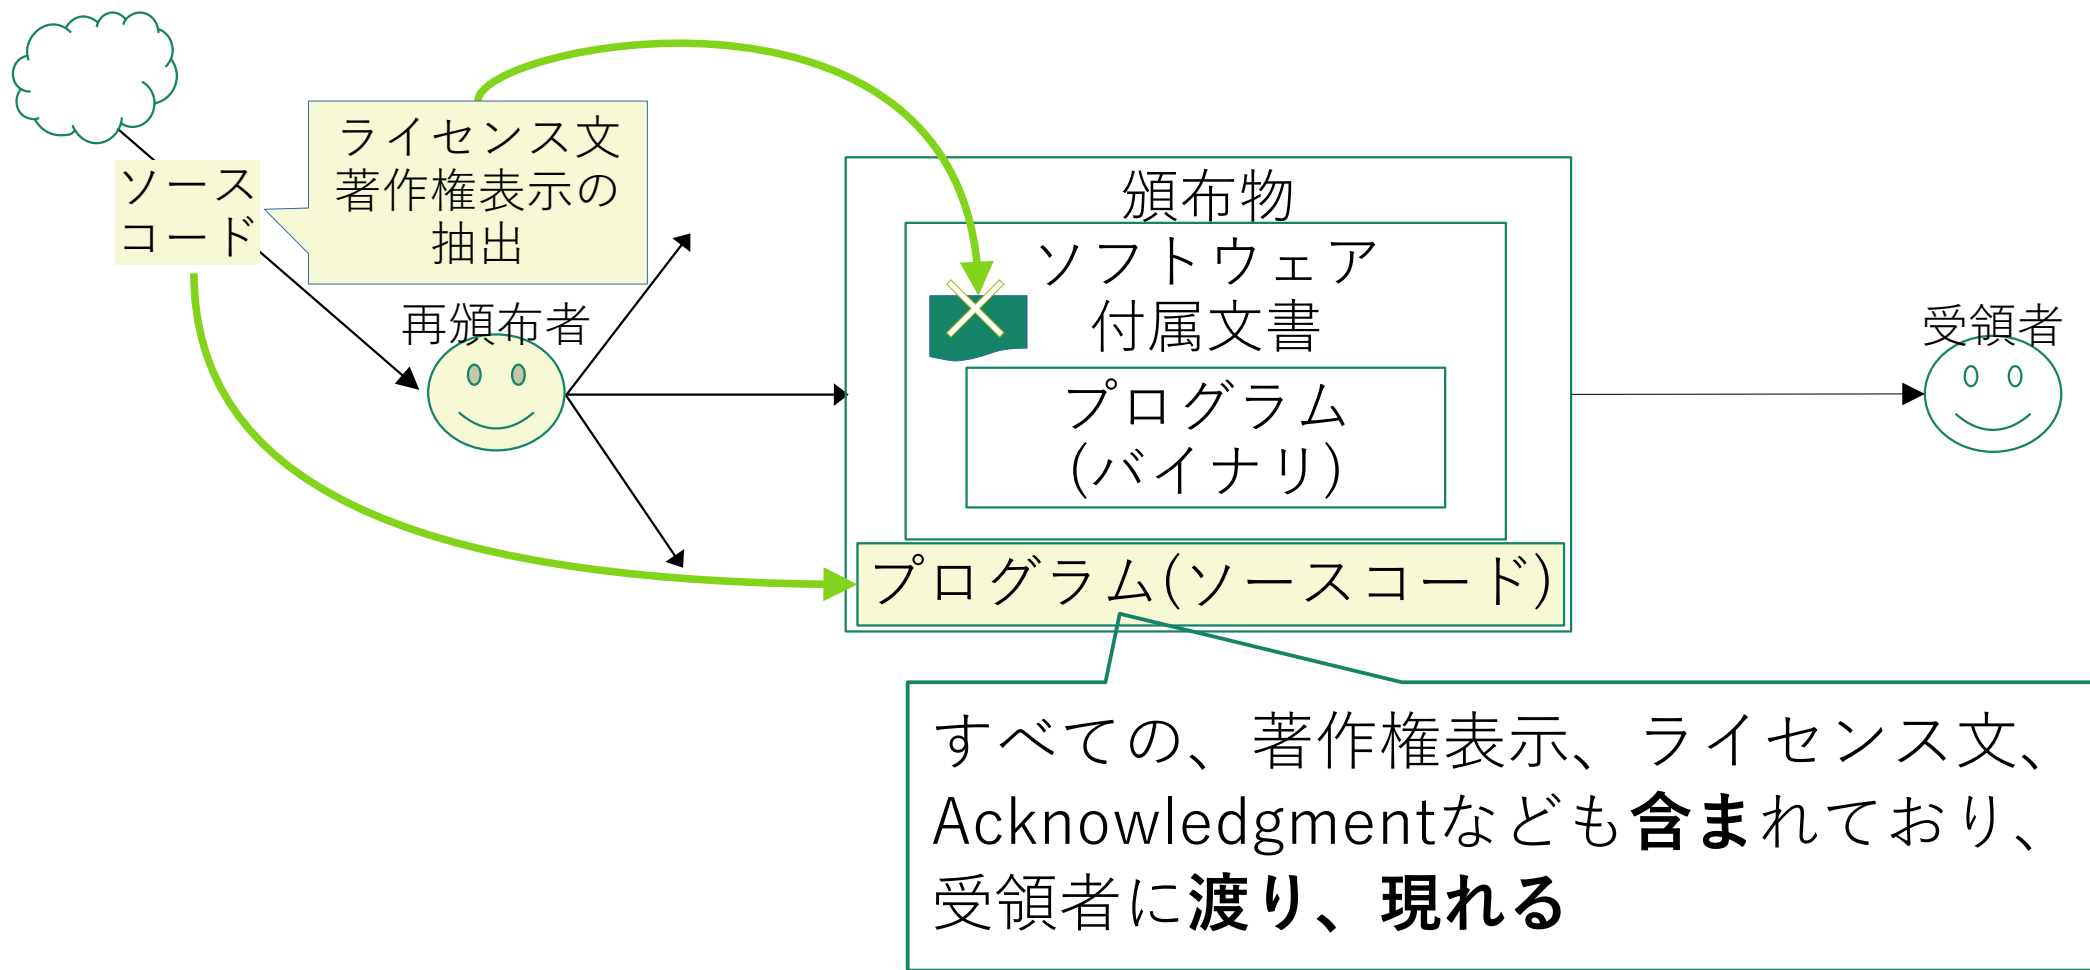 ソース
コード
ライセンス文
著作権表示の
抽出
再頒布者
頒布物
ソフトウェア
付属文書
プログラム
(バイナリ)
プログラム(ソースコード)
受領者
すべての、著作権表示、ライセンス文、
Acknowledgmentなども含まれており、
受領者に渡り、現れる